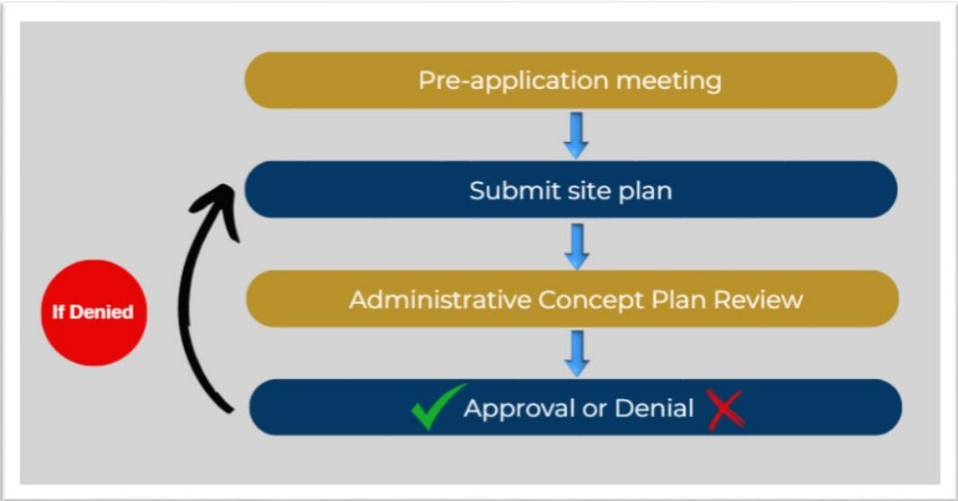 Pre-application meeting
Submit site plan
Administrative Concept Plan Review
If Denied
Approval or Denial